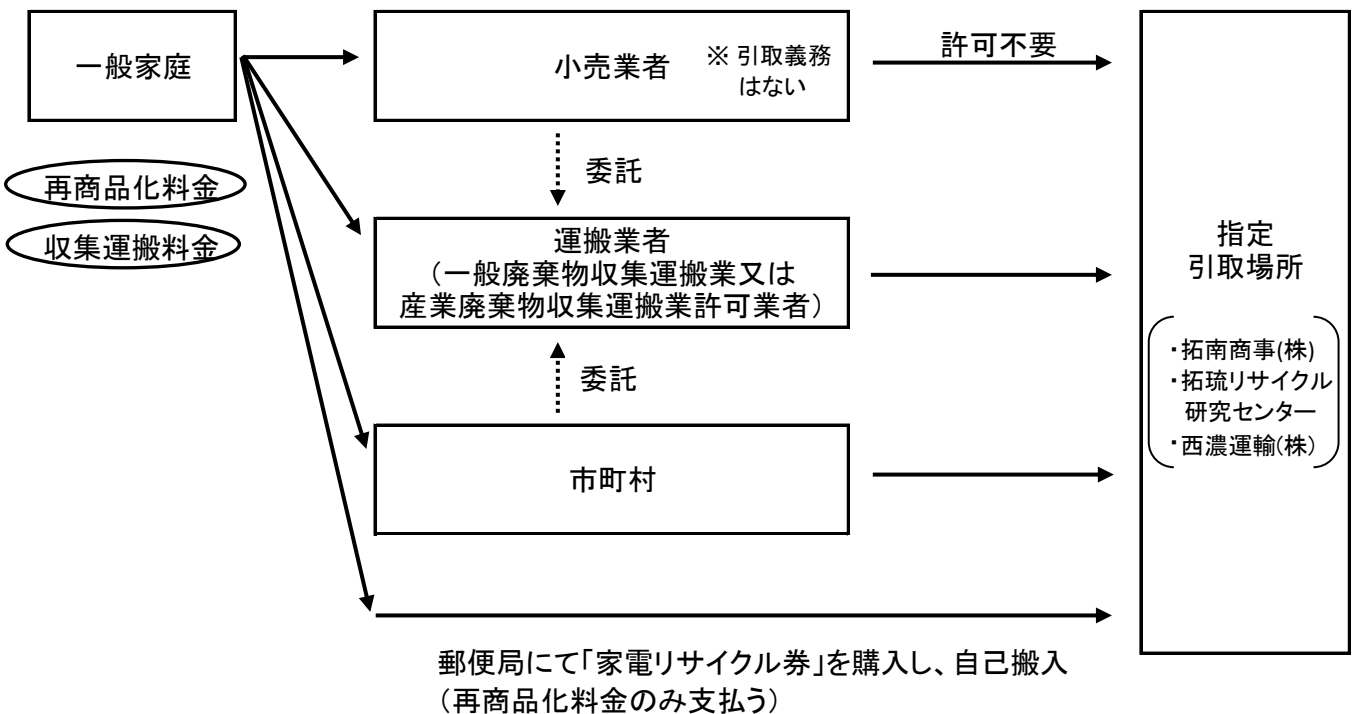 一般家庭
再商品化料金
収集運搬料金
小売業者
※ 引取義務
はない
許可不要
委託
運搬業者
（一般廃棄物収集運搬業又は
産業廃棄物収集運搬業許可業者）
委託
市町村
指定
引取場所
・拓南商事(株)
・拓琉リサイクル
研究センター
・西濃運輸(株)
郵便局にて「家電リサイクル券」を購入し、自己搬入
（再商品化料金のみ支払う）